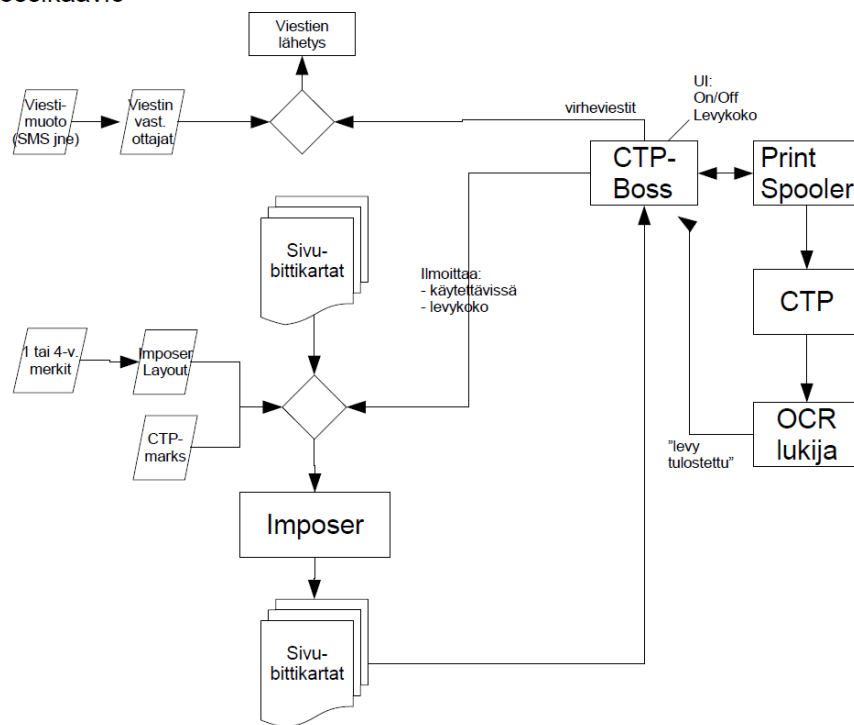 Viestien
lähetys
Viesti-
muoto
(SMS jne)
Viestin
vast.
ottajat
virheviestit
UI:
On/Off
Levykoko
CTP-
Boss
Print
Spooler
Sivu-
bittikartat
Ilmoittaa:
- käytettävissä
- levykoko
CTP
1 tai 4-v.
merkit
Imposer
Layout
CTP-
marks
OCR
lukija
"levy
tulostettu"
Imposer
Sivu-
bittikartat